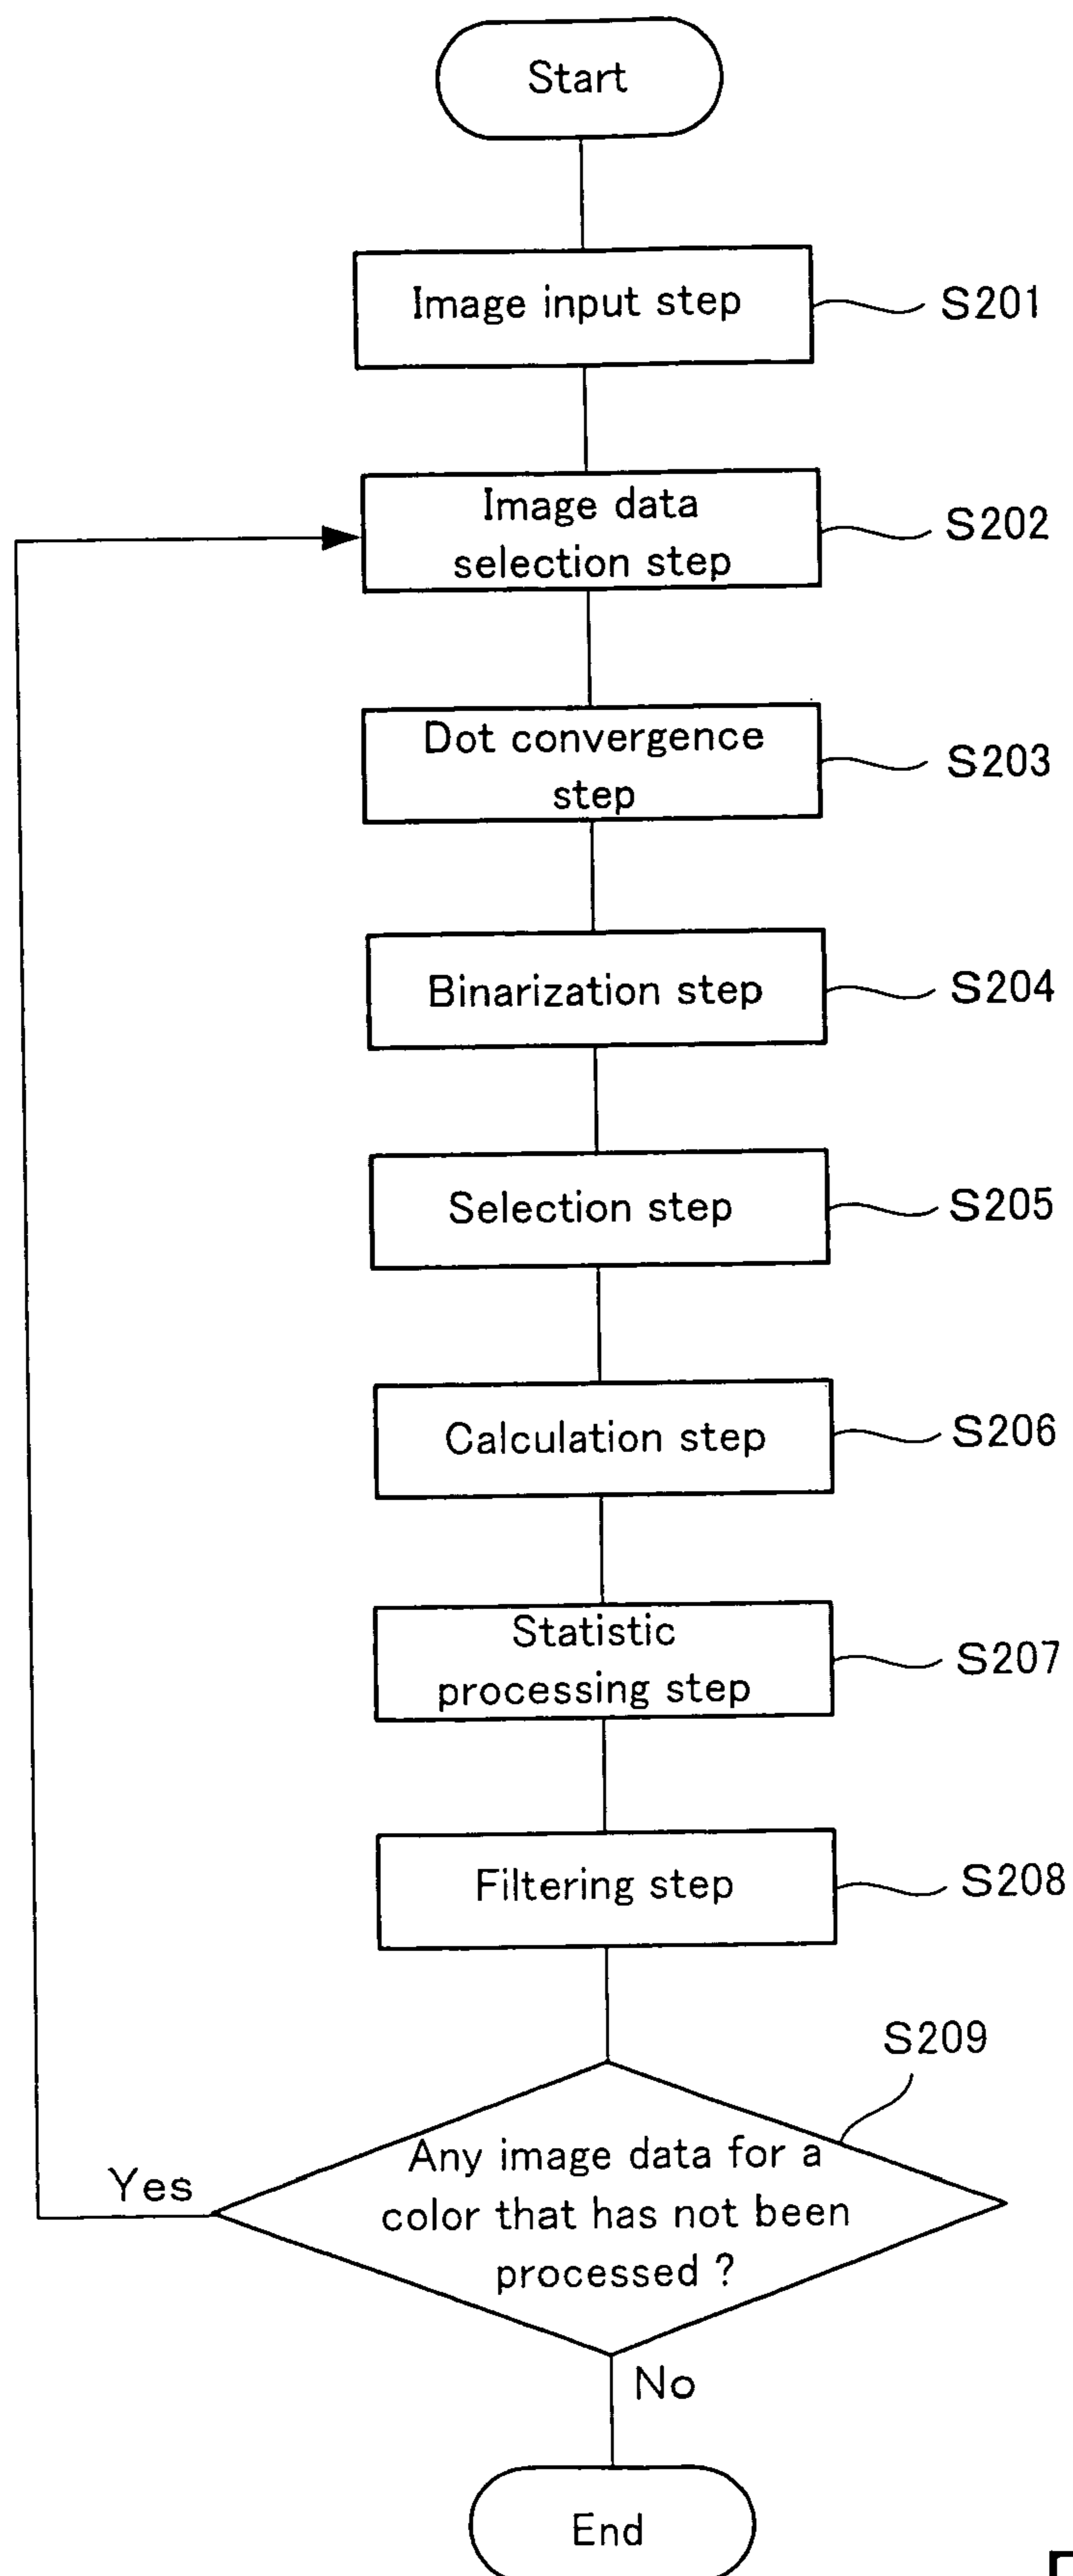 Start
Image input step
S201
Image data
selection step
S202
Dot convergence
step
S203
Binarization step
S204
Selection step
S205
Calculation step
S206
Statistic
processing step
S207
Filtering step
S208
S209
Any image data for a
color that has not been
processed ?
Yes
No
End